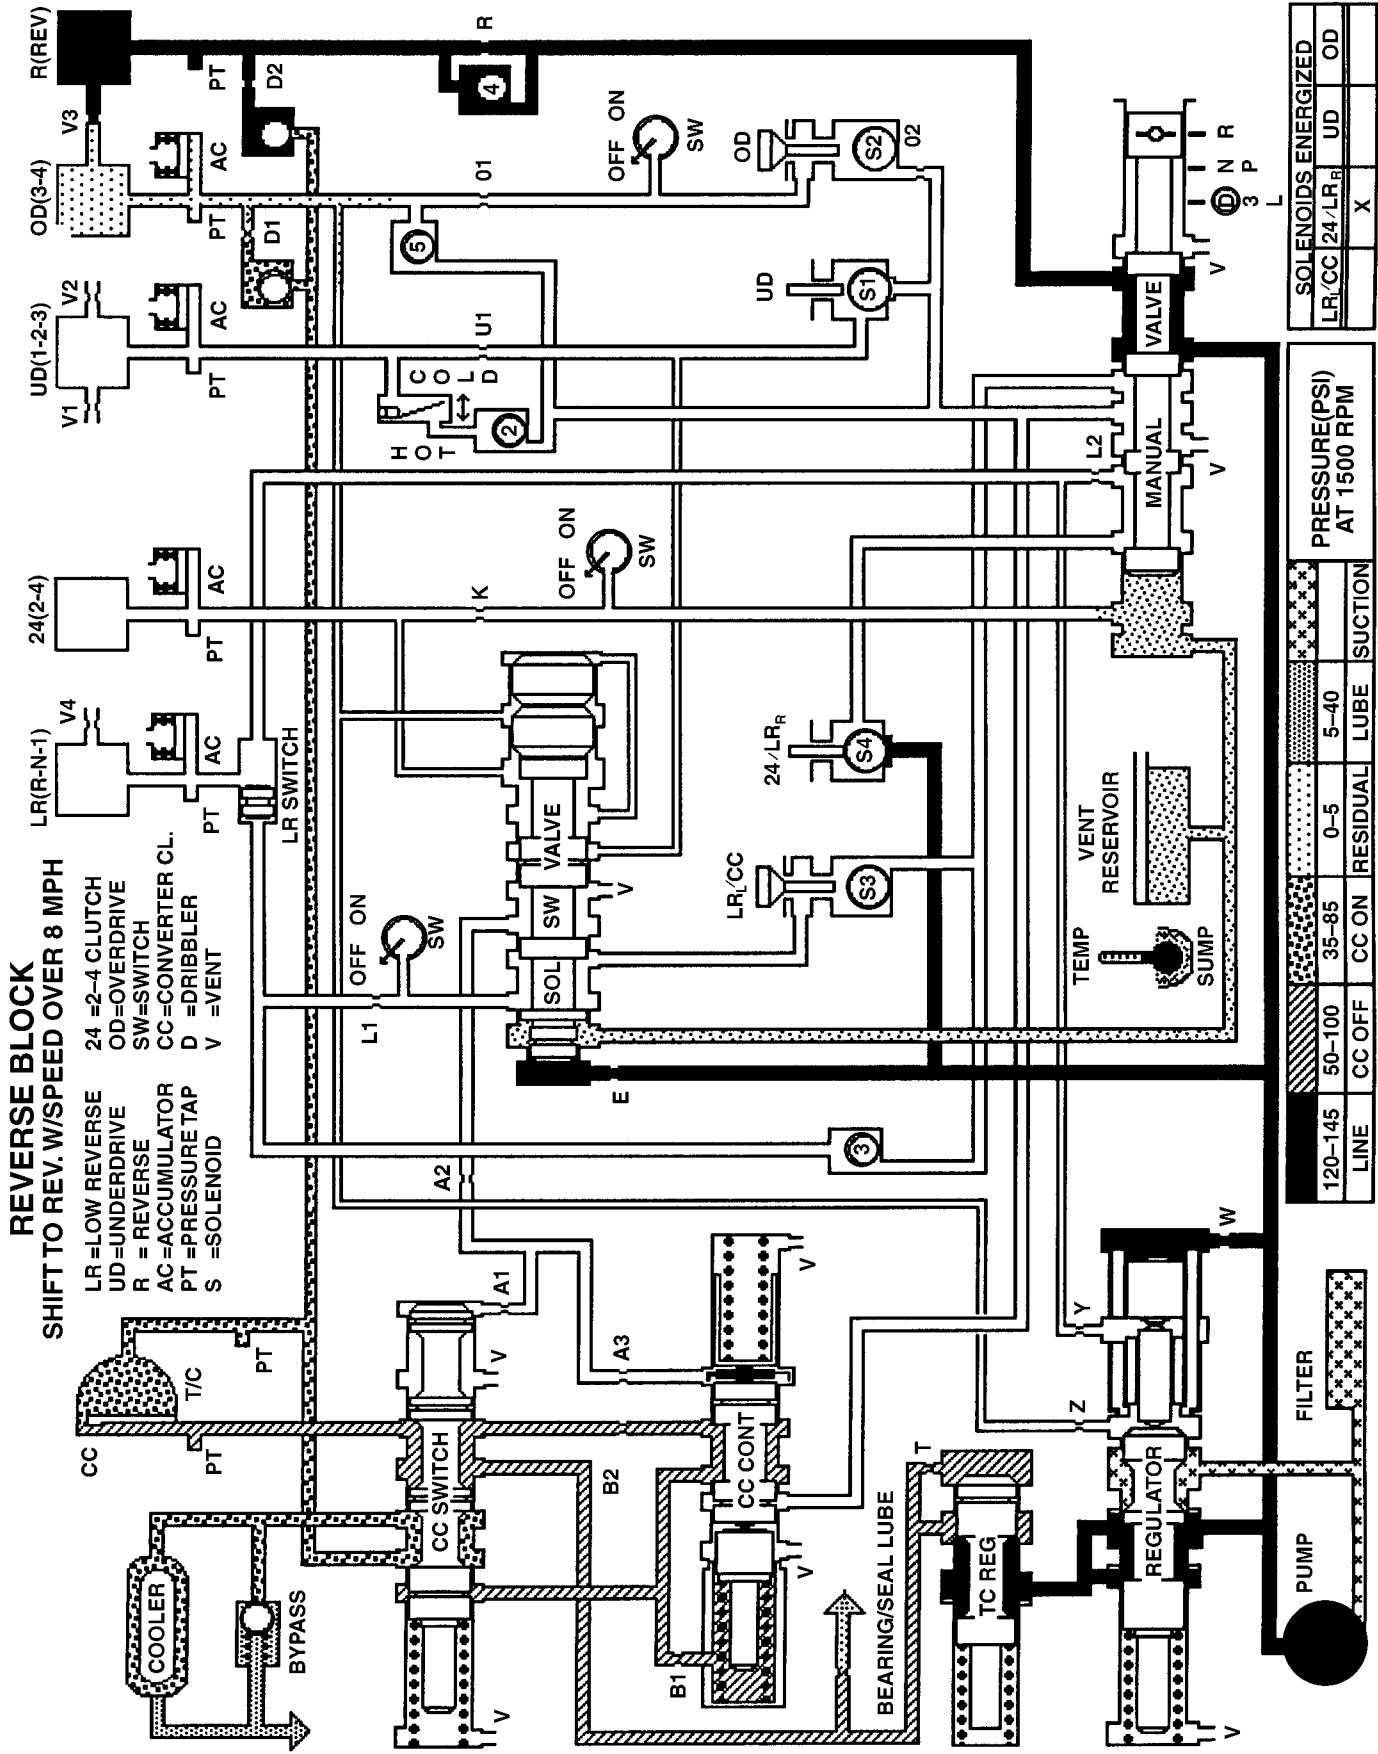 REVERSE BLOCK
SHIFT TO REV. W/SPEED OVER 8 MPH
LR =LOW REVERSE
UD=UNDERDRIVE
R = REVERSE
AC=ACCUMULATOR
PT =PRESSURE TAP
S =SOLENOID
24 =2–4 CLUTCH
OD=OVERDRIVE
SW=SWITCH
CC=CONVERTER CL.
D =DRIBBLER
V =VENT
LR(R-N-1)
V4
AC
PT
LR SWITCH
24(2-4)
AC
PT
UD(1-2-3)
V1
V2
AC
PT
OD(3-4)
V3
AC
PT
D1
R(REV)
PT
D2
R
4
COOLER
BYPASS
CC
T/C
PT
PT
CC SWITCH
V
V
A1
A2
A3
B1
B2
CC CONT
V
V
L1
OFF ON
SW
SOL SW VALVE
V
E
K
OFF ON
SW
HOT
COLD
2
U1
5
01
OFF ON
SW
UD
S1
OD
S2
02
LRL/CC
S3
24/LRR
S4
3
L2
MANUAL VALVE
V
V
R
N P
D 3 L
TEMP
SUMP
VENT
RESERVOIR
BEARING/SEAL LUBE
T
TC REG
REGULATOR
V
Z
Y
W
PUMP
FILTER
120–145 50–100 35–85 0–5 5-40
LINE CC OFF CC ON RESIDUAL LUBE SUCTION
PRESSURE(PSI)
AT 1500 RPM
SOLENOIDS ENERGIZED
LRL/CC 24/LRR UD OD
X